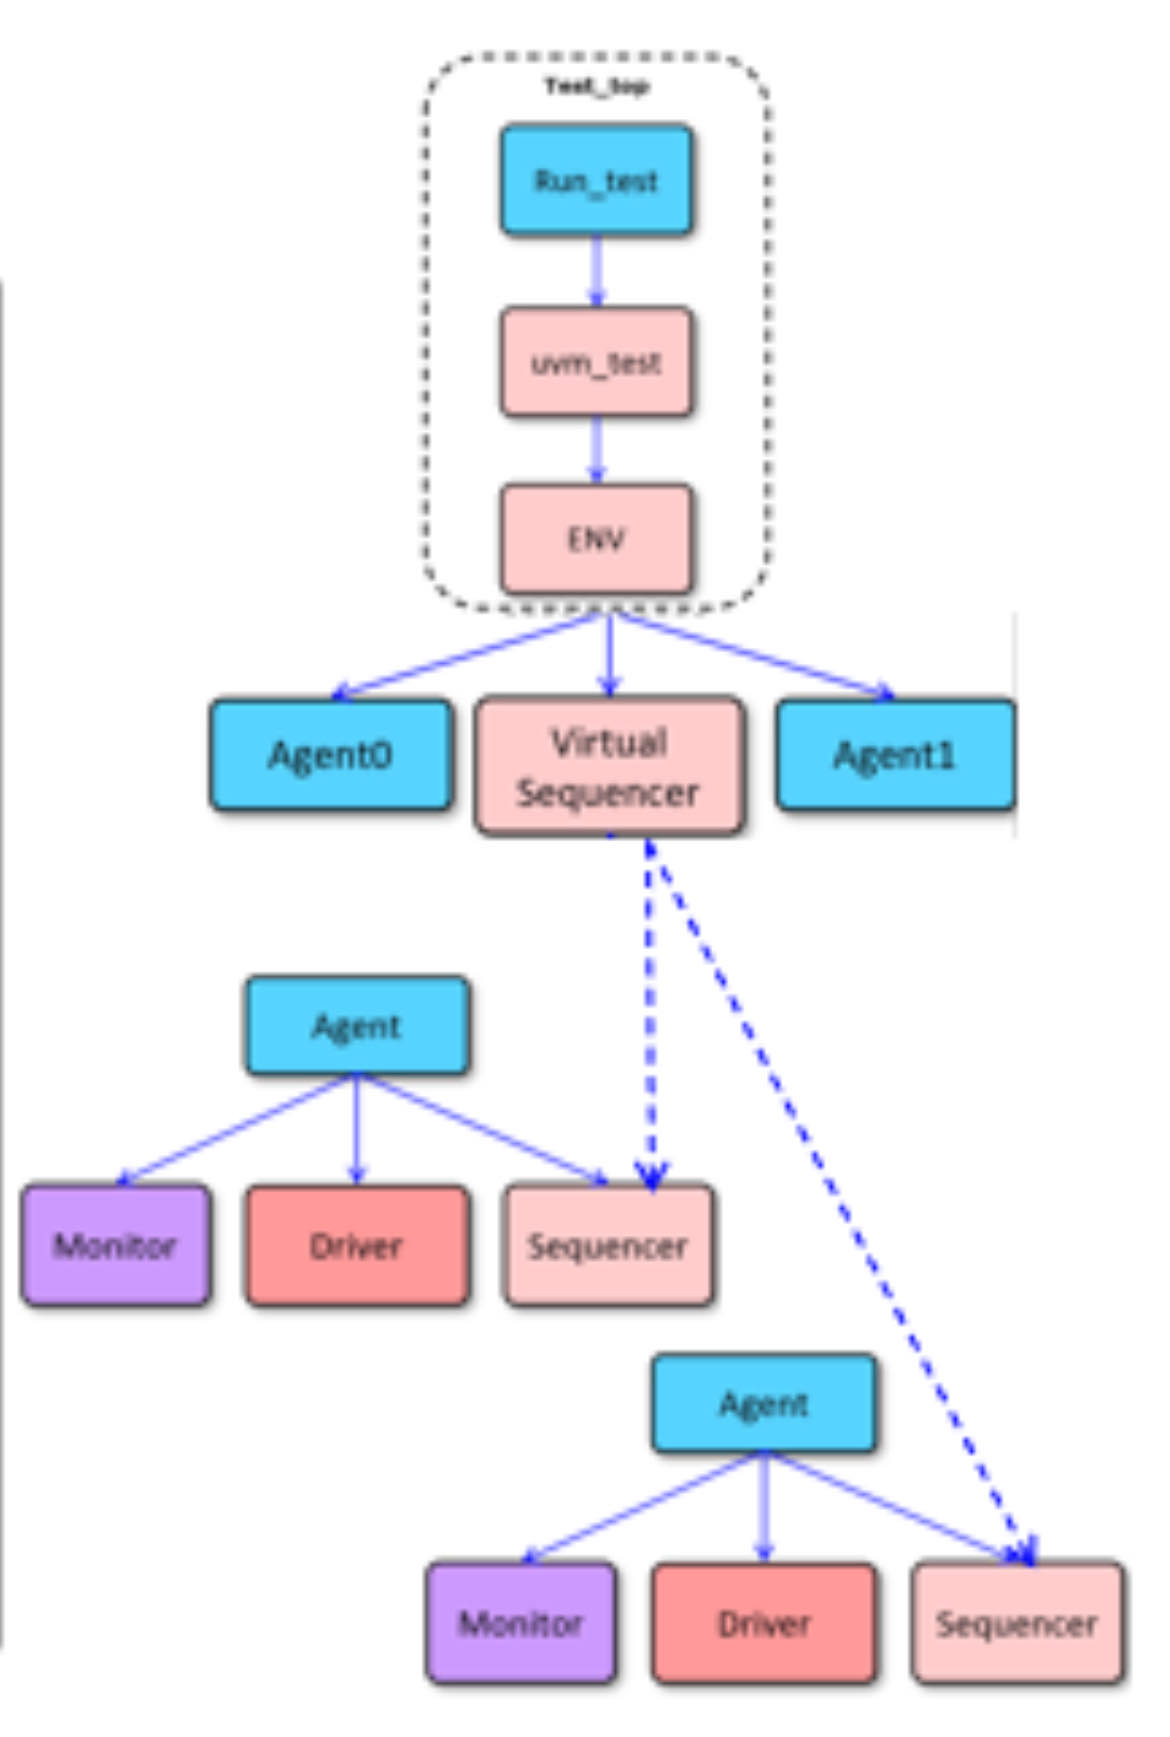 Test_top
Run_test
uvm_test
ENV
Agent0
Virtual
Sequencer
Agent1
Agent
Monitor
Driver
Sequencer
Agent
Monitor
Driver
Sequencer